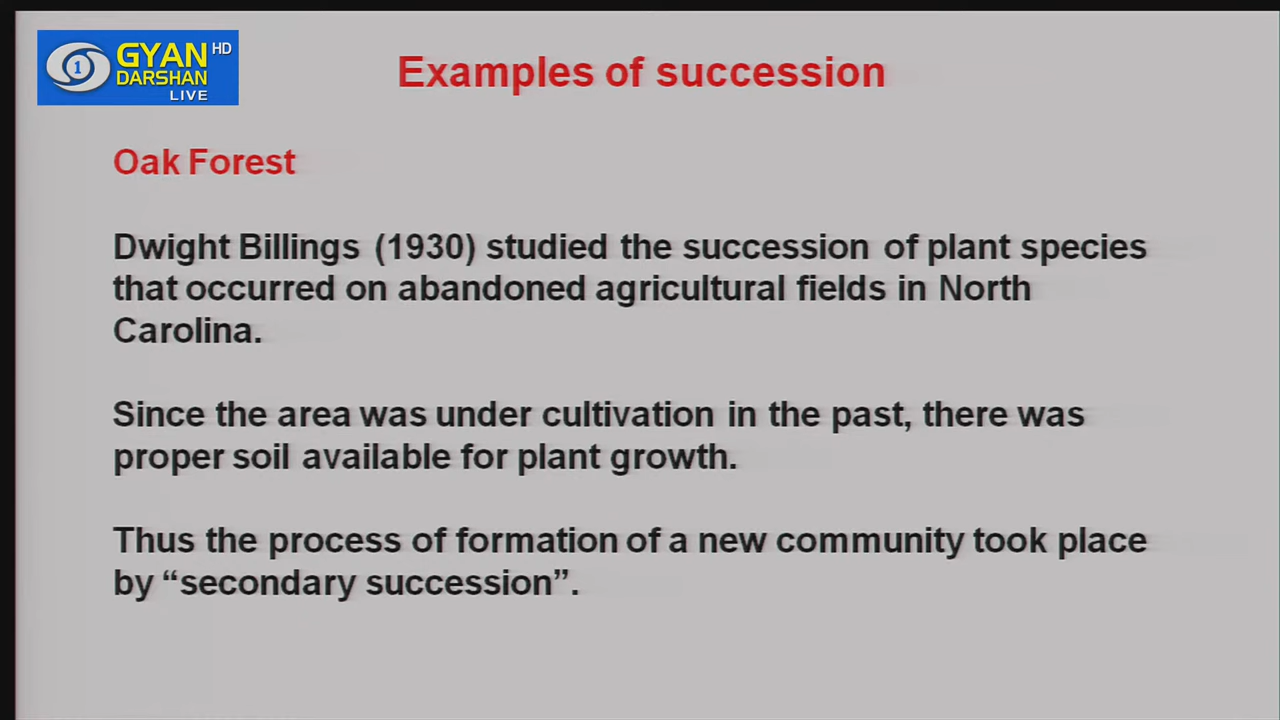 GYAN HD
DARSHAN
LIVE
1
Examples of succession
Oak Forest
Dwight Billings (1930) studied the succession of plant species
that occurred on abandoned agricultural fields in North
Carolina.
Since the area was under cultivation in the past, there was
proper soil available for plant growth.
Thus the process of formation of a new community took place
by “secondary succession”.